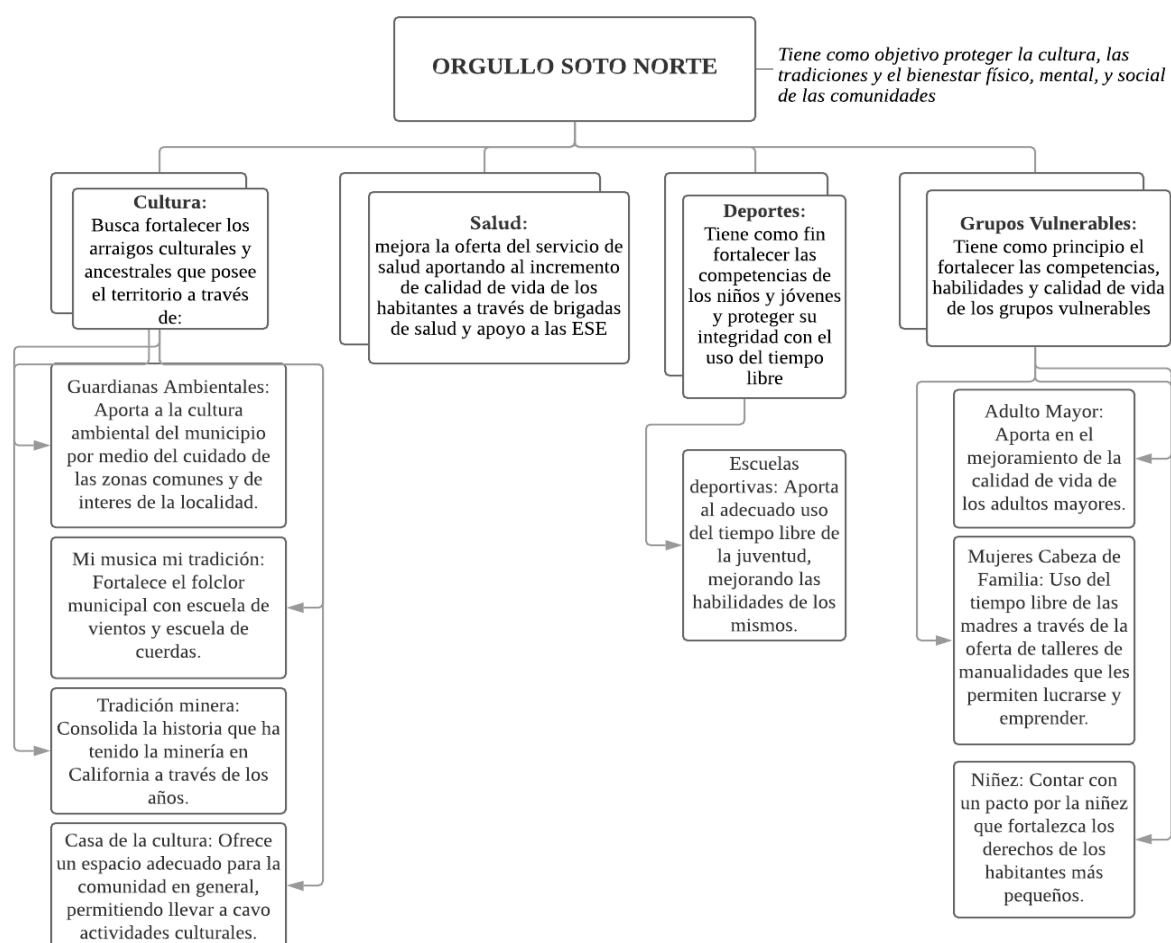 ORGULLO SOTO NORTE
Tiene como objetivo proteger la cultura, las
tradiciones y el bienestar físico, mental, y social
de las comunidades
Cultura:
Busca fortalecer los
arraigos culturales y
ancestrales que posee
el territorio a través
de:
Guardianas Ambientales:
Aporta a la cultura
ambiental del municipio
por medio del cuidado de
las zonas comunes y de
interes de la localidad.
Mi musica mi tradición:
Fortalece el folclor
municipal con escuela de
vientos y escuela de
cuerdas.
Tradición minera:
Consolida la historia que ha
tenido la minería en
California a través de los
años.
Casa de la cultura: Ofrece
un espacio adecuado para la
comunidad en general,
permitiendo llevar a cavo
actividades culturales.
Salud:
mejora la oferta del servicio de
salud aportando al incremento
de calidad de vida de los
habitantes a través de brigadas
de salud y apoyo a las ESE
Deportes:
Tiene como fin
fortalecer las
competencias de
los niños y jóvenes
y proteger su
integridad con el
uso del tiempo
libre
Escuelas
deportivas: Aporta
al adecuado uso
del tiempo libre de
la juventud,
mejorando las
habilidades de los
mismos.
Grupos Vulnerables:
Tiene como principio el
fortalecer las competencias,
habilidades y calidad de vida
de los grupos vulnerables
Adulto Mayor:
Aporta en el
mejoramiento de la
calidad de vida de
los adultos mayores.
Mujeres Cabeza de
Familia: Uso del
tiempo libre de las
madres a través de la
oferta de talleres de
manualidades que les
permiten lucrarse y
emprender.
Niñez: Contar con
un pacto por la niñez
que fortalezca los
derechos de los
habitantes más
pequeños.